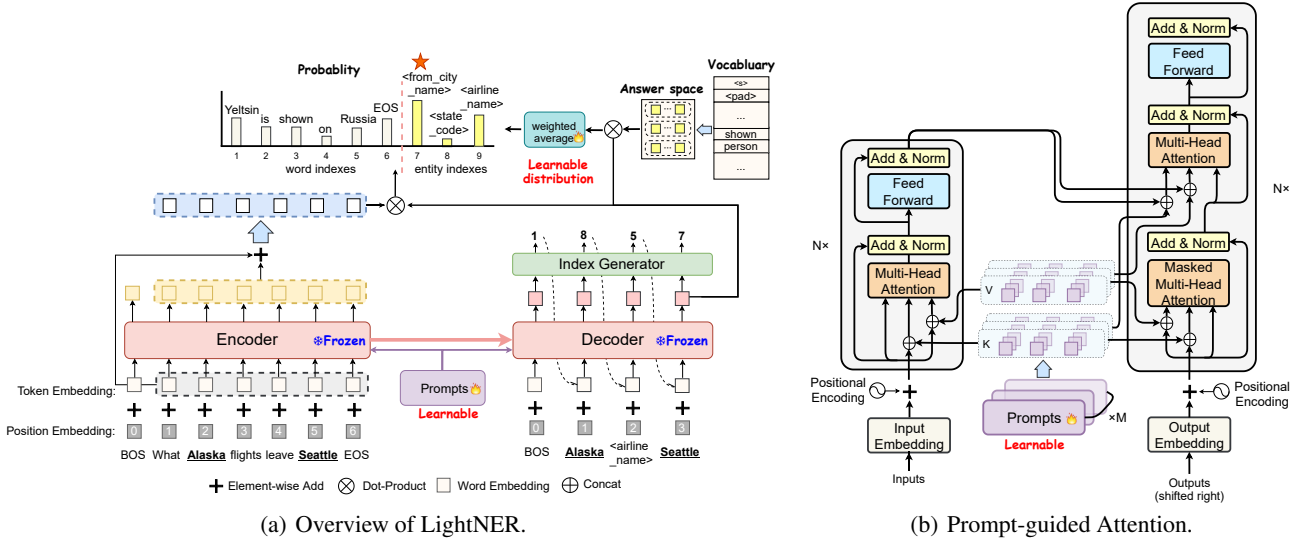 Probablity
Yeltsin
is
shown
on
Russia
EOS
<from_city
_name>
<state
_code>
<airline
_name>
1 2 3 4 5 6 7 8 9
word indexes
entity indexes
weighted
average
Learnable
distribution
Answer space
Vocabluary
<s>
<pad>
...
shown
person
...
1 8 5 7
Index Generator
Encoder
Frozen
Decoder
Frozen
Prompts
Learnable
Token Embedding:
Position Embedding:
0 1 2 3 4 5 6
BOS What Alaska flights leave Seattle EOS
0 1 2 3
BOS Alaska <airline Seattle
_name>
Element-wise Add Dot-Product Word Embedding Concat
(a) Overview of LightNER.
Add & Norm
Feed
Forward
Add & Norm
Multi-Head
Attention
N×
Positional
Encoding
Input
Embedding
Inputs
V
K
Prompts
×M
Learnable
Add & Norm
Feed
Forward
Add & Norm
Multi-Head
Attention
N×
Add & Norm
Masked
Multi-Head
Attention
Positional
Encoding
Output
Embedding
Outputs
(shifted right)
(b) Prompt-guided Attention.